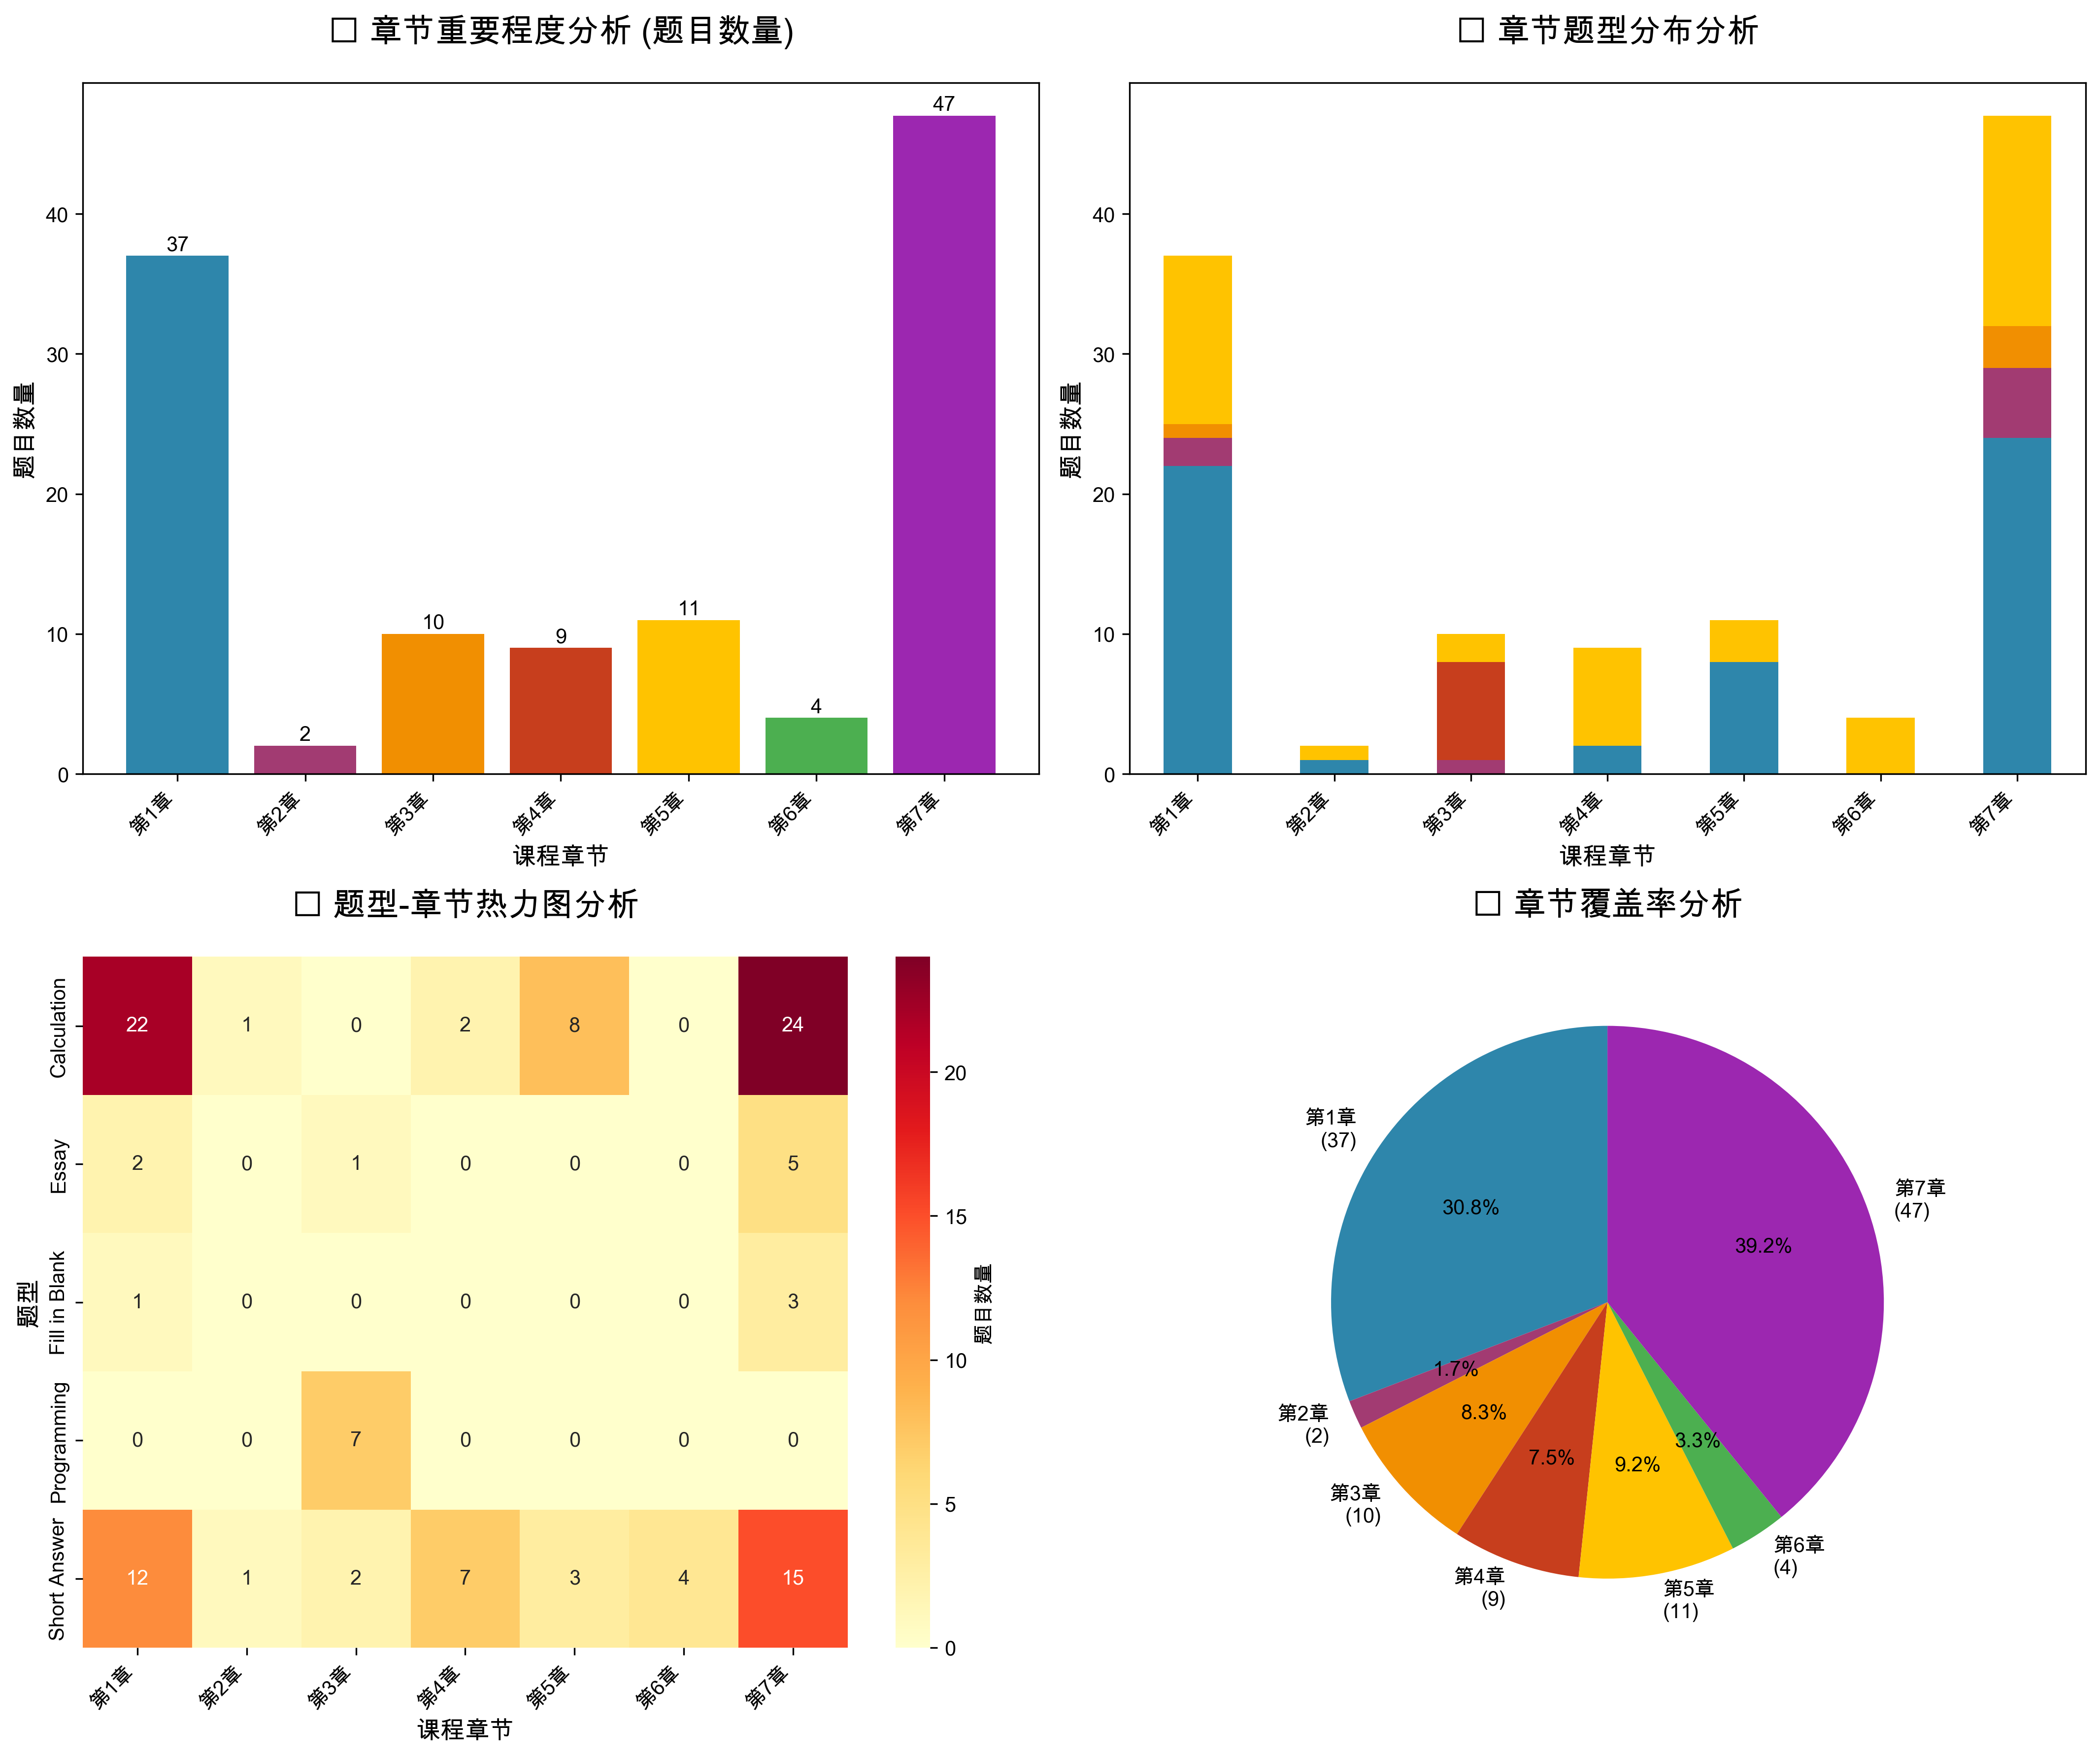 □ 章节重要程度分析 (题目数量)
题目数量
40
30
20
10
0
37
2
10
9
11
4
47
第1章
第2章
第3章
第4章
第5章
第6章
第7章
课程章节
□ 章节题型分布分析
题目数量
40
30
20
10
0
第1章
第2章
第3章
第4章
第5章
第6章
第7章
课程章节
□ 题型-章节热力图分析
题型
Calculation
22 1 0 2 8 0 24
Essay
2 0 1 0 0 0 5
Fill in Blank
1 0 0 0 0 0 3
Programming
0 0 7 0 0 0 0
Short Answer
12 1 2 7 3 4 15
第1章
第2章
第3章
第4章
第5章
第6章
第7章
课程章节
20
15
10
5
0
题目数量
□ 章节覆盖率分析
第1章
(37)
30.8%
第2章
(2)
1.7%
第3章
(10)
8.3%
第4章
(9)
7.5%
第5章
(11)
9.2%
第6章
(4)
3.3%
第7章
(47)
39.2%